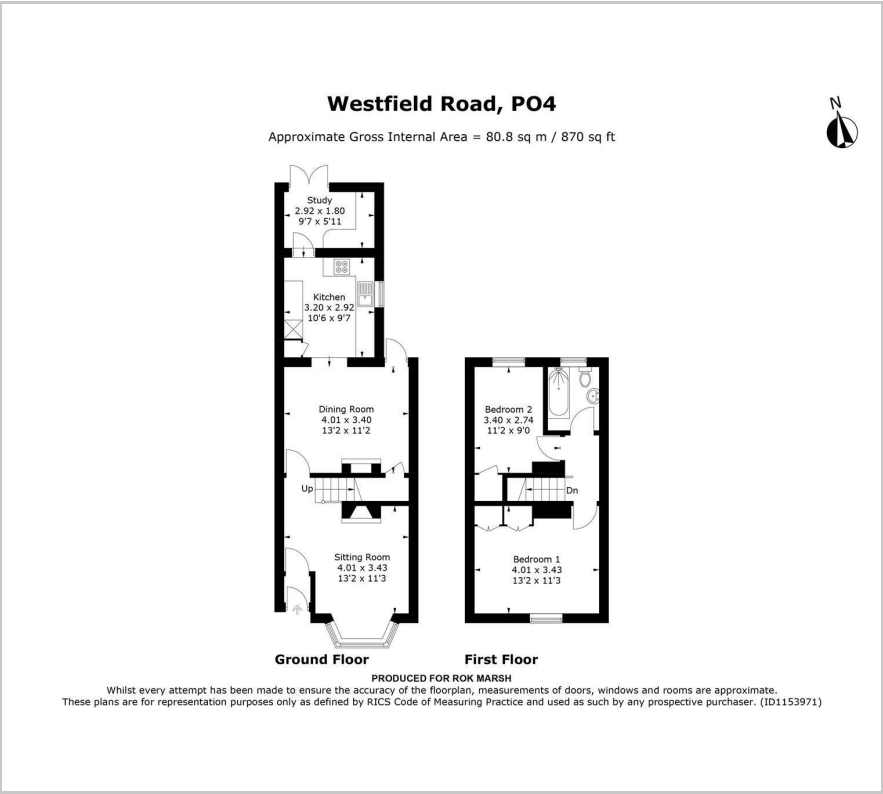 Westfield Road, PO4
N
Approximate Gross Internal Area = 80.8 sq m / 870 sq ft
Study
2.92 x 1.80
9'7 x 5'11
Kitchen
3.20 x 2.92
10'6 x 9'7
Dining Room
4.01 x 3.40
13'2 x 11'2
Up
Sitting Room
4.01 x 3.43
13'2 x 11'3
Ground Floor
Bedroom 2
3.40 x 2.74
11'2 x 9'0
Dn
Bedroom 1
4.01 x 3.43
13'2 x 11'3
First Floor
PRODUCED FOR ROK MARSH
Whilst every attempt has been made to ensure the accuracy of the floorplan, measurements of doors, windows and rooms are approximate.
These plans are for representation purposes only as defined by RICS Code of Measuring Practice and used as such by any prospective purchaser. (ID1153971)